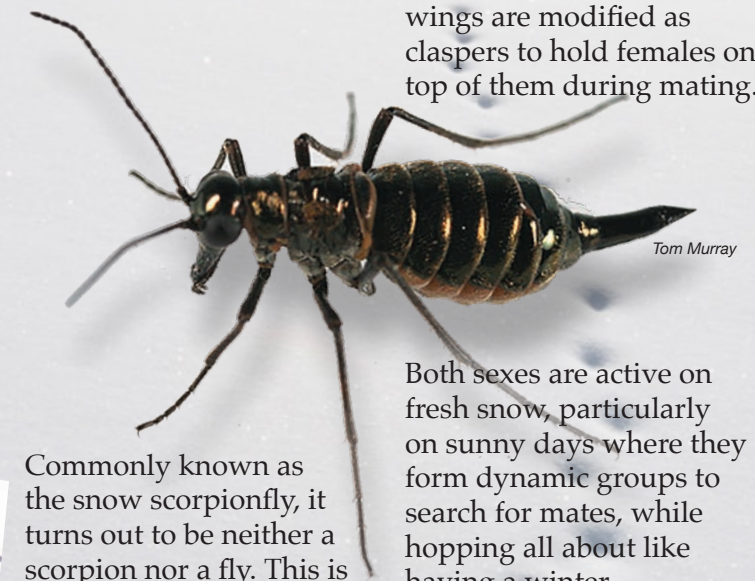 Commonly known as
the snow scorpionfly, it
turns out to be neither a
scorpion nor a fly. This is
wings are modified as
claspers to hold females on
top of them during mating.
Tom Murray
Both sexes are active on
fresh snow, particularly
on sunny days where they
form dynamic groups to
search for mates, while
hopping all about like
having a winter